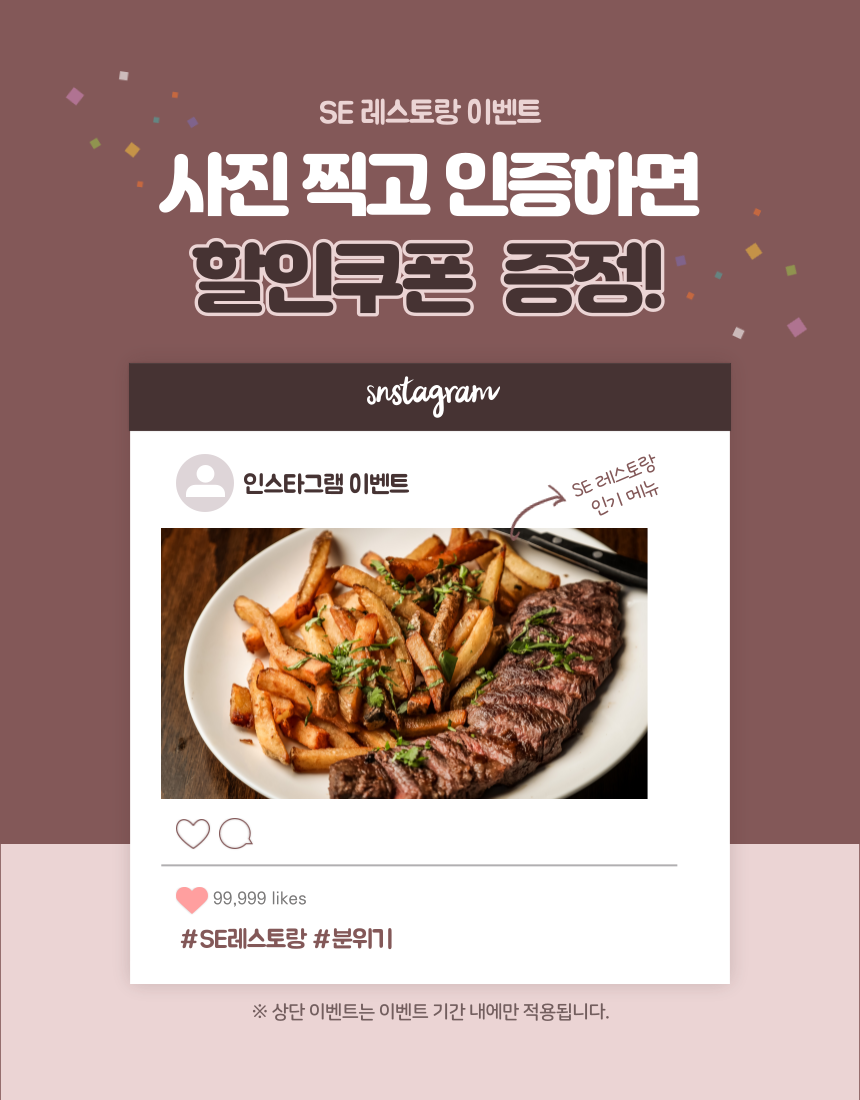 SE 레스토랑 이벤트
사진 찍고 인증하면
할인쿠폰 증정!
snstagram
인스타그램 이벤트
SE 레스토랑
인기 메뉴
99,999 likes
#SE레스토랑 #분위기
※ 상단 이벤트는 이벤트 기간 내에만 적용됩니다.